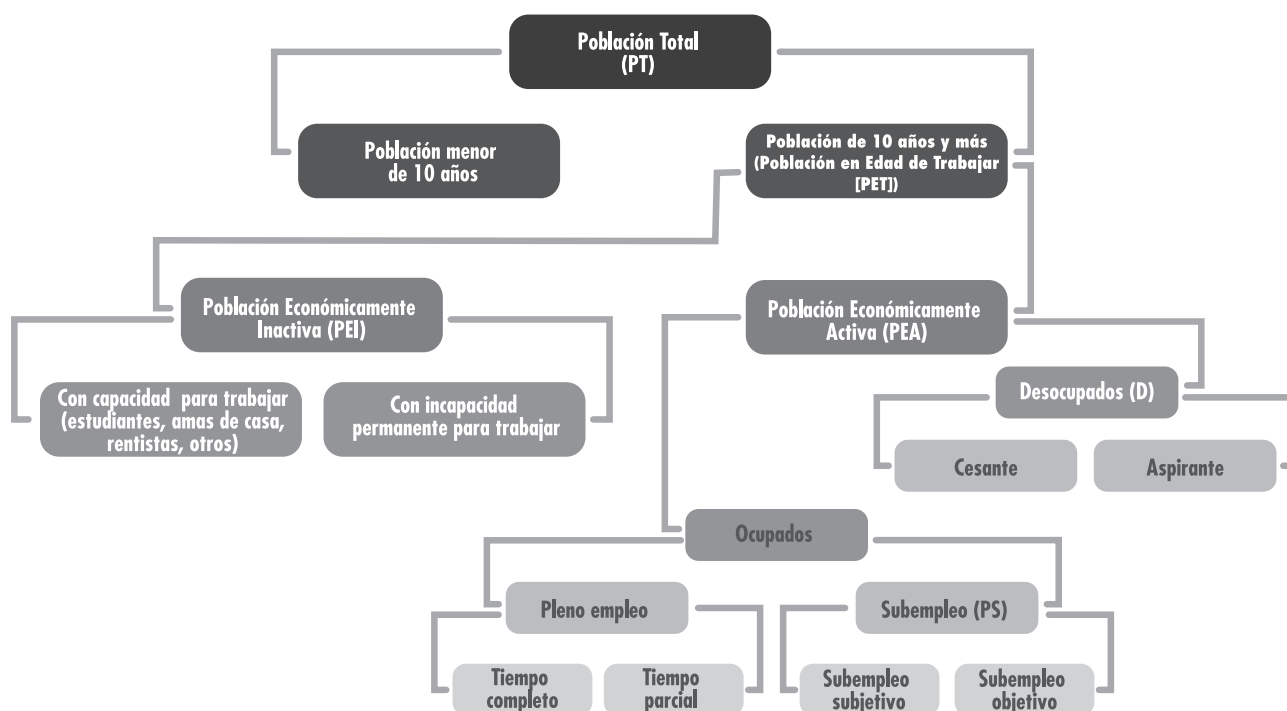 Población Total
(PT)
Población menor
de 10 años
Población de 10 años y más
(Población en Edad de Trabajar
[PET])
Población Económicamente
Inactiva (PEI)
Población Económicamente
Activa (PEA)
Con capacidad para trabajar
(estudiantes, amas de casa,
rentistas, otros)
Con incapacidad
permanente para trabajar
Desocupados (D)
Cesante
Aspirante
Ocupados
Pleno empleo
Subempleo (PS)
Tiempo
completo
Tiempo
parcial
Subempleo
subjetivo
Subempleo
objetivo